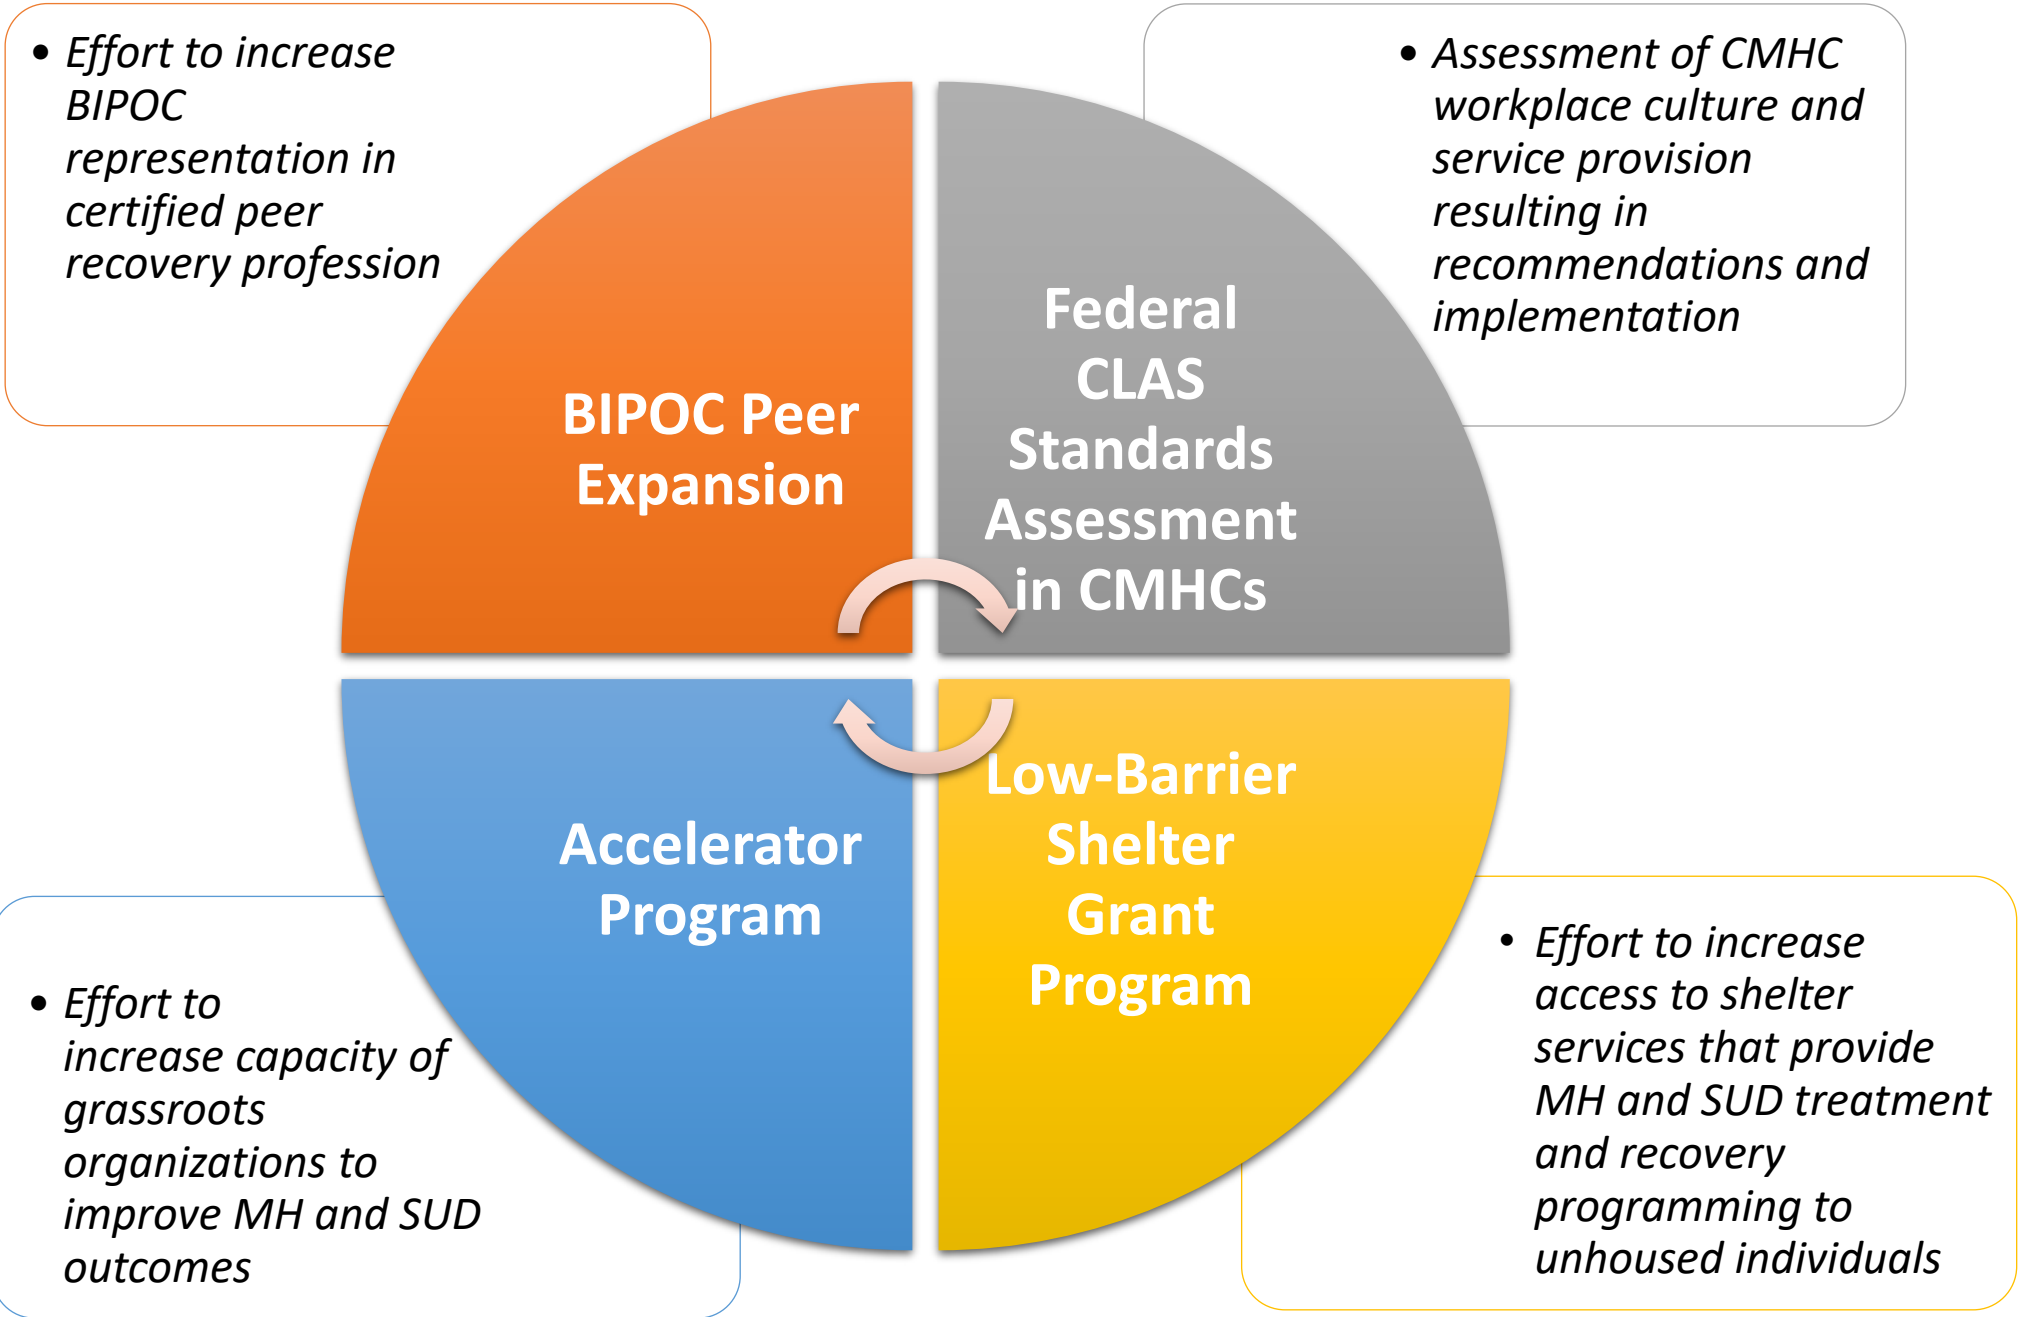 • Effort to increase
BIPOC
representation in
certified peer
recovery profession
• Assessment of CMHC
workplace culture and
service provision
resulting in
recommendations and
implementation
BIPOC Peer
Expansion
Federal
CLAS
Standards
Assessment
in CMHCs
Accelerator
Program
Low-Barrier
Shelter
Grant
Program
• Effort to
increase capacity of
grassroots
organizations to
improve MH and SUD
outcomes
• Effort to increase
access to shelter
services that provide
MH and SUD treatment
and recovery
programming to
unhoused individuals